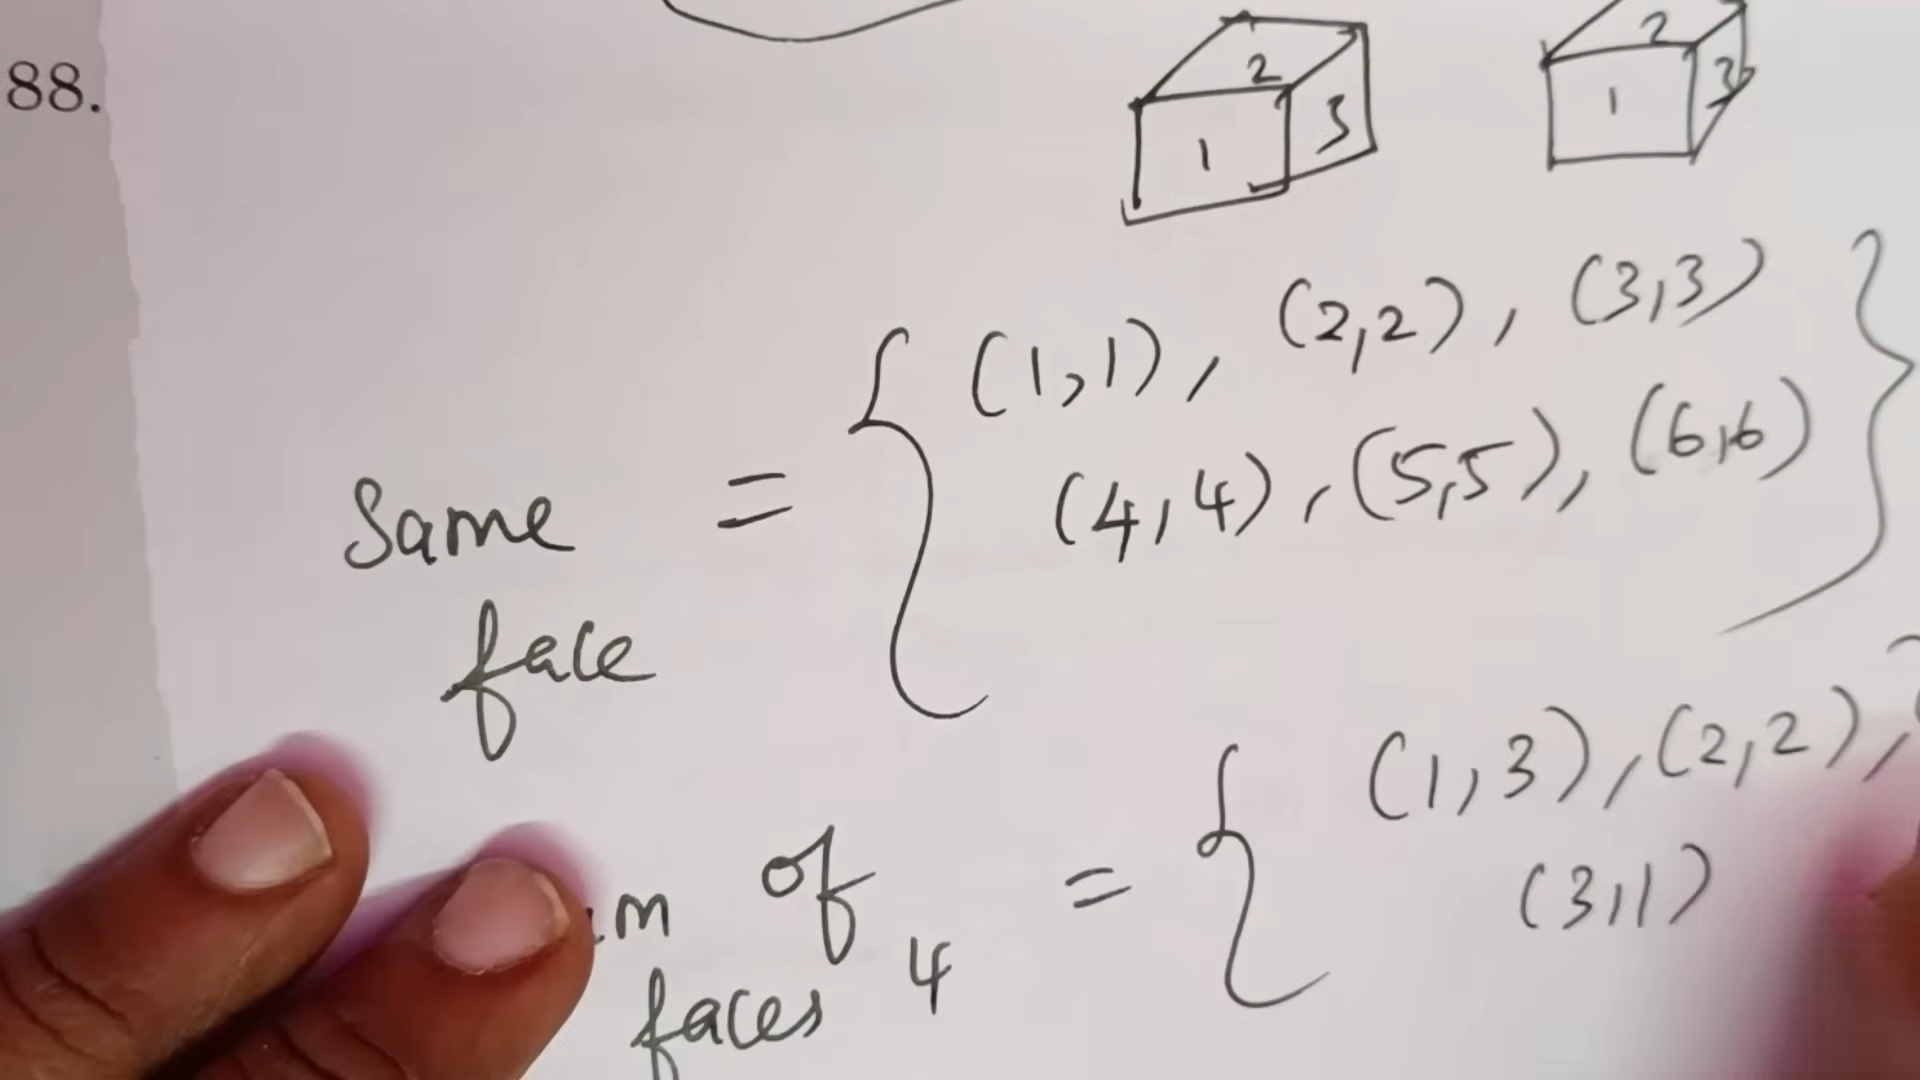 88.
2 2
1 3 1 3
Same face = { (1,1), (2,2), (3,3)
(4,4), (5,5), (6,6) }
of faces 4 = { (1,3), (2,2),
(3,1)